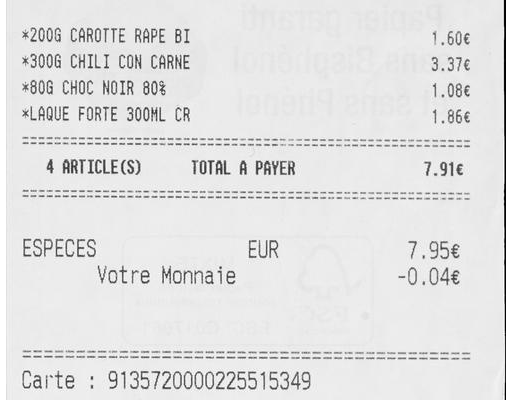 Papier garanti
sans Bisphénol
et sans Phénol
*200G CAROTTE RAPE BI 1.60€
*300G CHILI CON CARNE 3.37€
*80G CHOC NOIR 80% 1.08€
*LAQUE FORTE 300ML CR 1.86€
==================================================
4 ARTICLE(S) TOTAL A PAYER 7.91€
==================================================
ESPECES EUR 7.95€
Votre Monnaie -0.04€
==================================================
Carte : 9135720000225515349